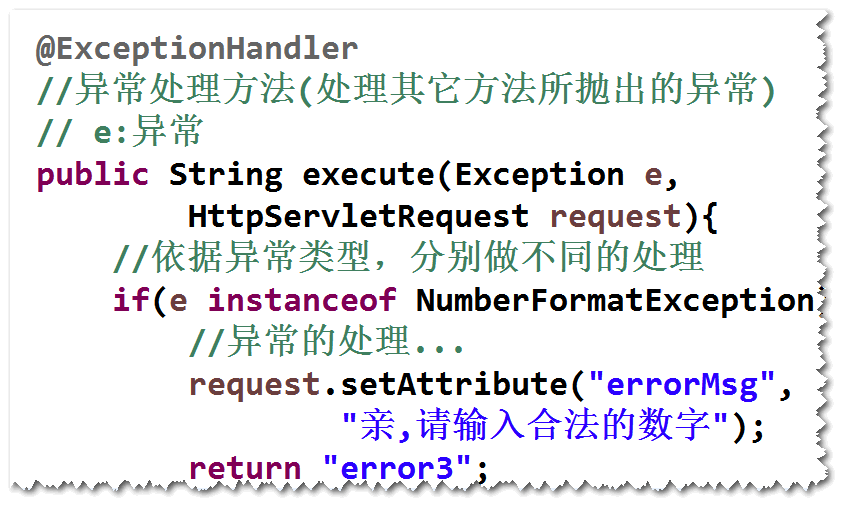 @ExceptionHandler
//异常处理方法(处理其它方法所抛出的异常)
// e:异常
public String execute(Exception e,
HttpServletRequest request){
//依据异常类型，分别做不同的处理
if(e instanceof NumberFormatException)
//异常的处理...
request.setAttribute("errorMsg",
"亲,请输入合法的数字");
return "error3";